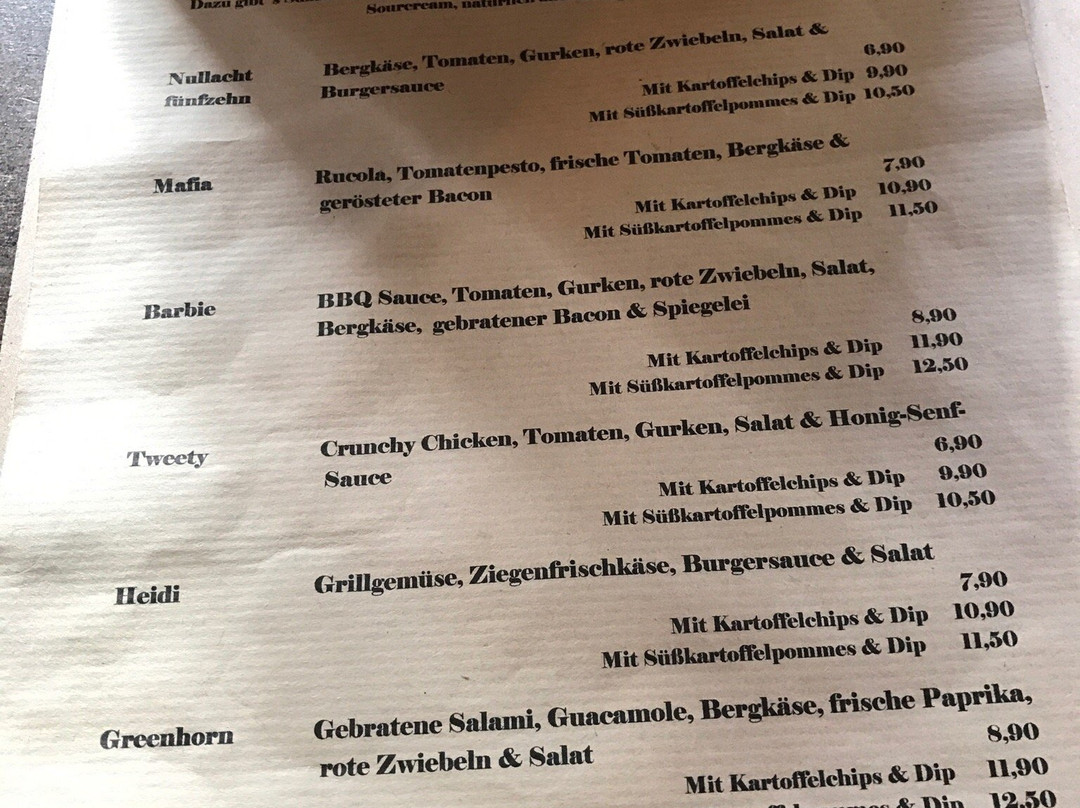 Dazu gibt's
Sourcream, natürlich
Nullacht
fünfzehn
Bergkäse, Tomaten, Gurken, rote Zwiebeln, Salat &
Burgersauce
6,90
Mit Kartoffelchips & Dip 9,90
Mit Süßkartoffelpommes & Dip 10,50
Mafia
Rucola, Tomatenpesto, frische Tomaten, Bergkäse &
gerösteter Bacon
7,90
Mit Kartoffelchips & Dip 10,90
Mit Süßkartoffelpommes & Dip 11,50
Barbie
BBQ Sauce, Tomaten, Gurken, rote Zwiebeln, Salat,
Bergkäse, gebratener Bacon & Spiegelei
8,90
Mit Kartoffelchips & Dip 11,90
Mit Süßkartoffelpommes & Dip 12,50
Tweety
Crunchy Chicken, Tomaten, Gurken, Salat & Honig-Senf-
Sauce
6,90
Mit Kartoffelchips & Dip 9,90
Mit Süßkartoffelpommes & Dip 10,50
Heidi
Grillgemüse, Ziegenfrischkäse, Burgersauce & Salat
7,90
Mit Kartoffelchips & Dip 10,90
Mit Süßkartoffelpommes & Dip 11,50
Greenhorn
Gebratene Salami, Guacamole, Bergkäse, frische Paprika,
rote Zwiebeln & Salat
8,90
Mit Kartoffelchips & Dip 11,90
& Dip 12,50